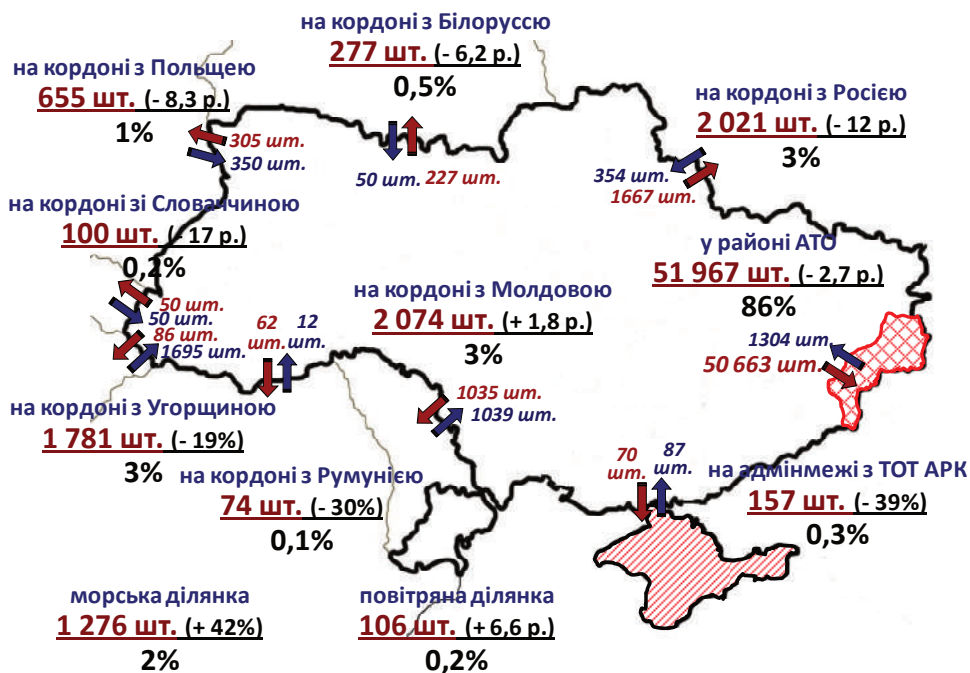 на кордоні з Білоруссю
277 шт. (- 6,2 р.)
0,5%
на кордоні з Польщею
655 шт. (- 8,3 р.)
1%
на кордоні з Росією
2 021 шт. (- 12 р.)
3%
305 шт.
350 шт.
50 шт. 227 шт.
354 шт.
1667 шт.
на кордоні зі Словаччиною
100 шт. (- 17 р.)
0,2%
у районі АТО
51 967 шт. (- 2,7 р.)
86%
50 шт.
50 шт.
86 шт.
1695 шт.
62 шт.
12 шт.
на кордоні з Молдовою
2 074 шт. (+ 1,8 р.)
3%
1304 шт.
50 663 шт.
1035 шт.
1039 шт.
на кордоні з Угорщиною
1 781 шт. (- 19%)
3%
на кордоні з Румунією
74 шт. (- 30%)
0,1%
70 шт.
87 шт.
на адмінмежі з ТОТ АРК
157 шт. (- 39%)
0,3%
морська ділянка
1 276 шт. (+ 42%)
2%
повітряна ділянка
106 шт. (+ 6,6 р.)
0,2%